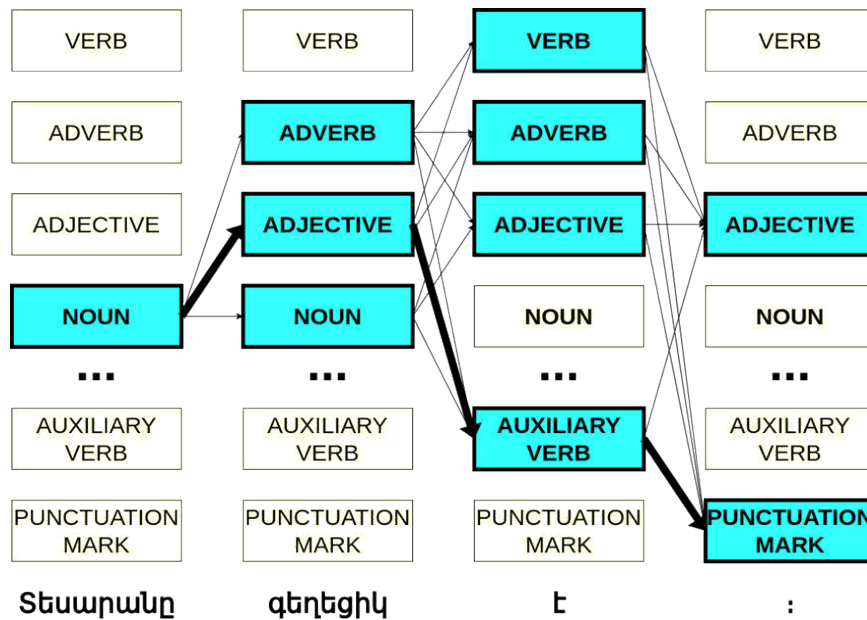 VERB
VERB
VERB
VERB
ADVERB
ADVERB
ADVERB
ADVERB
ADJECTIVE
ADJECTIVE
ADJECTIVE
ADJECTIVE
NOUN
NOUN
NOUN
NOUN
...
...
...
...
AUXILIARY
VERB
AUXILIARY
VERB
AUXILIARY
VERB
AUXILIARY
VERB
PUNCTUATION
MARK
PUNCTUATION
MARK
PUNCTUATION
MARK
PUNCTUATION
MARK
Տեսարանը
գեղեցիկ
է
։